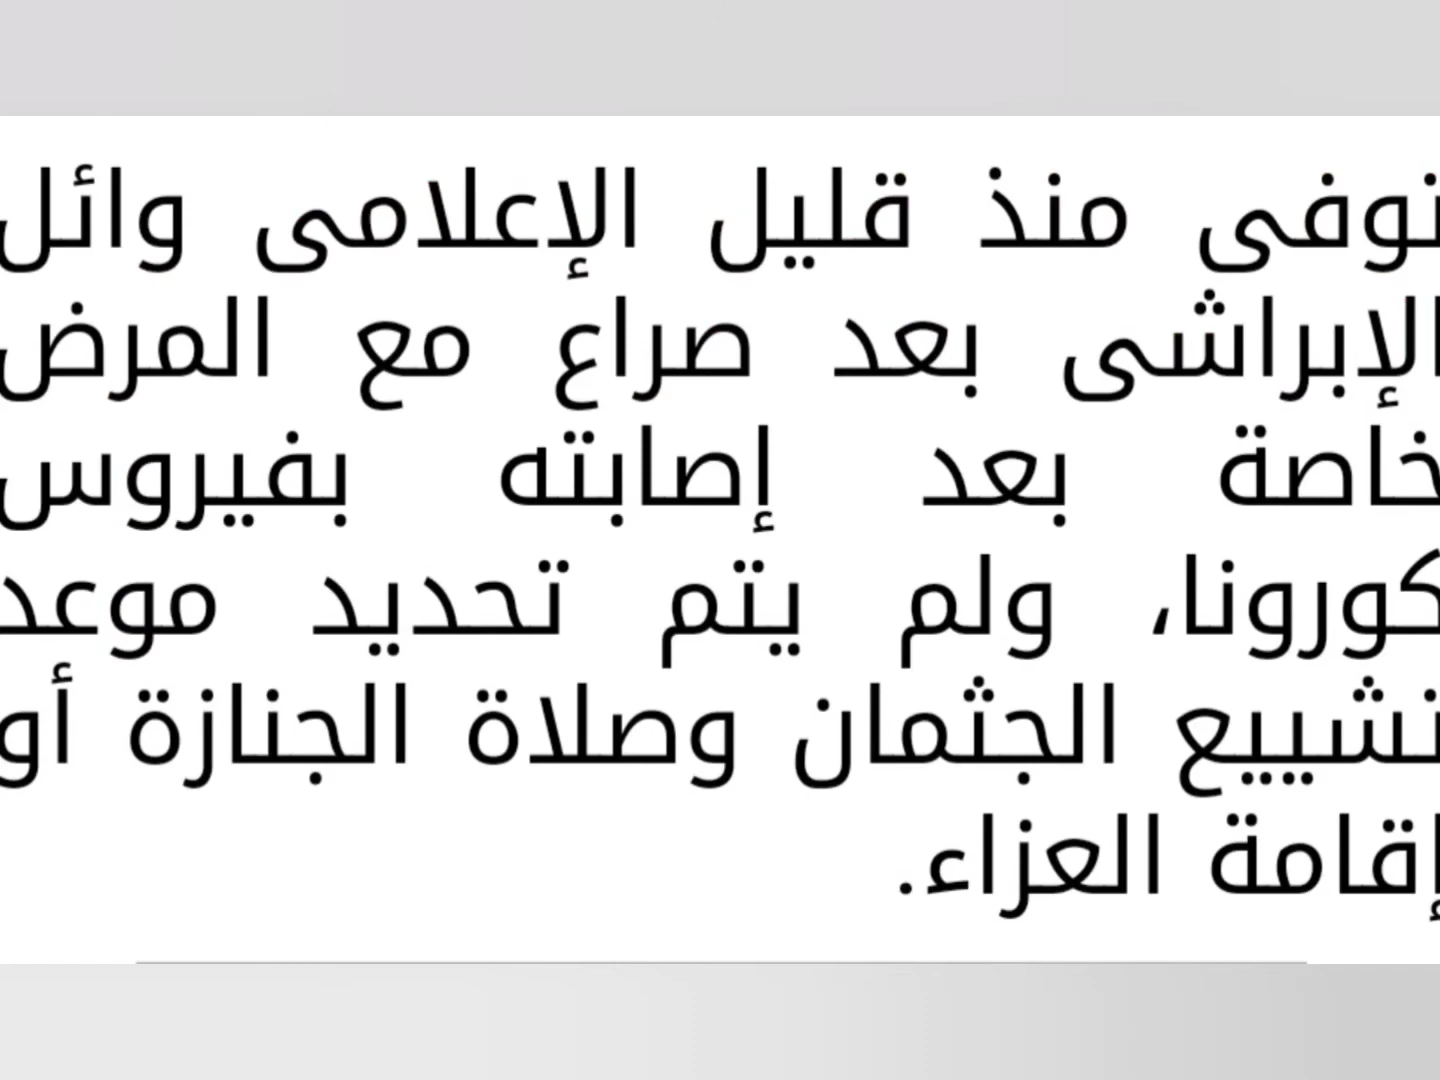 توفى منذ قليل الإعلامى وائل
الإبراشى بعد صراع مع المرض
خاصة بعد إصابته بفيروس
كورونا، ولم يتم تحديد موعد
تشييع الجثمان وصلاة الجنازة أو
إقامة العزاء.